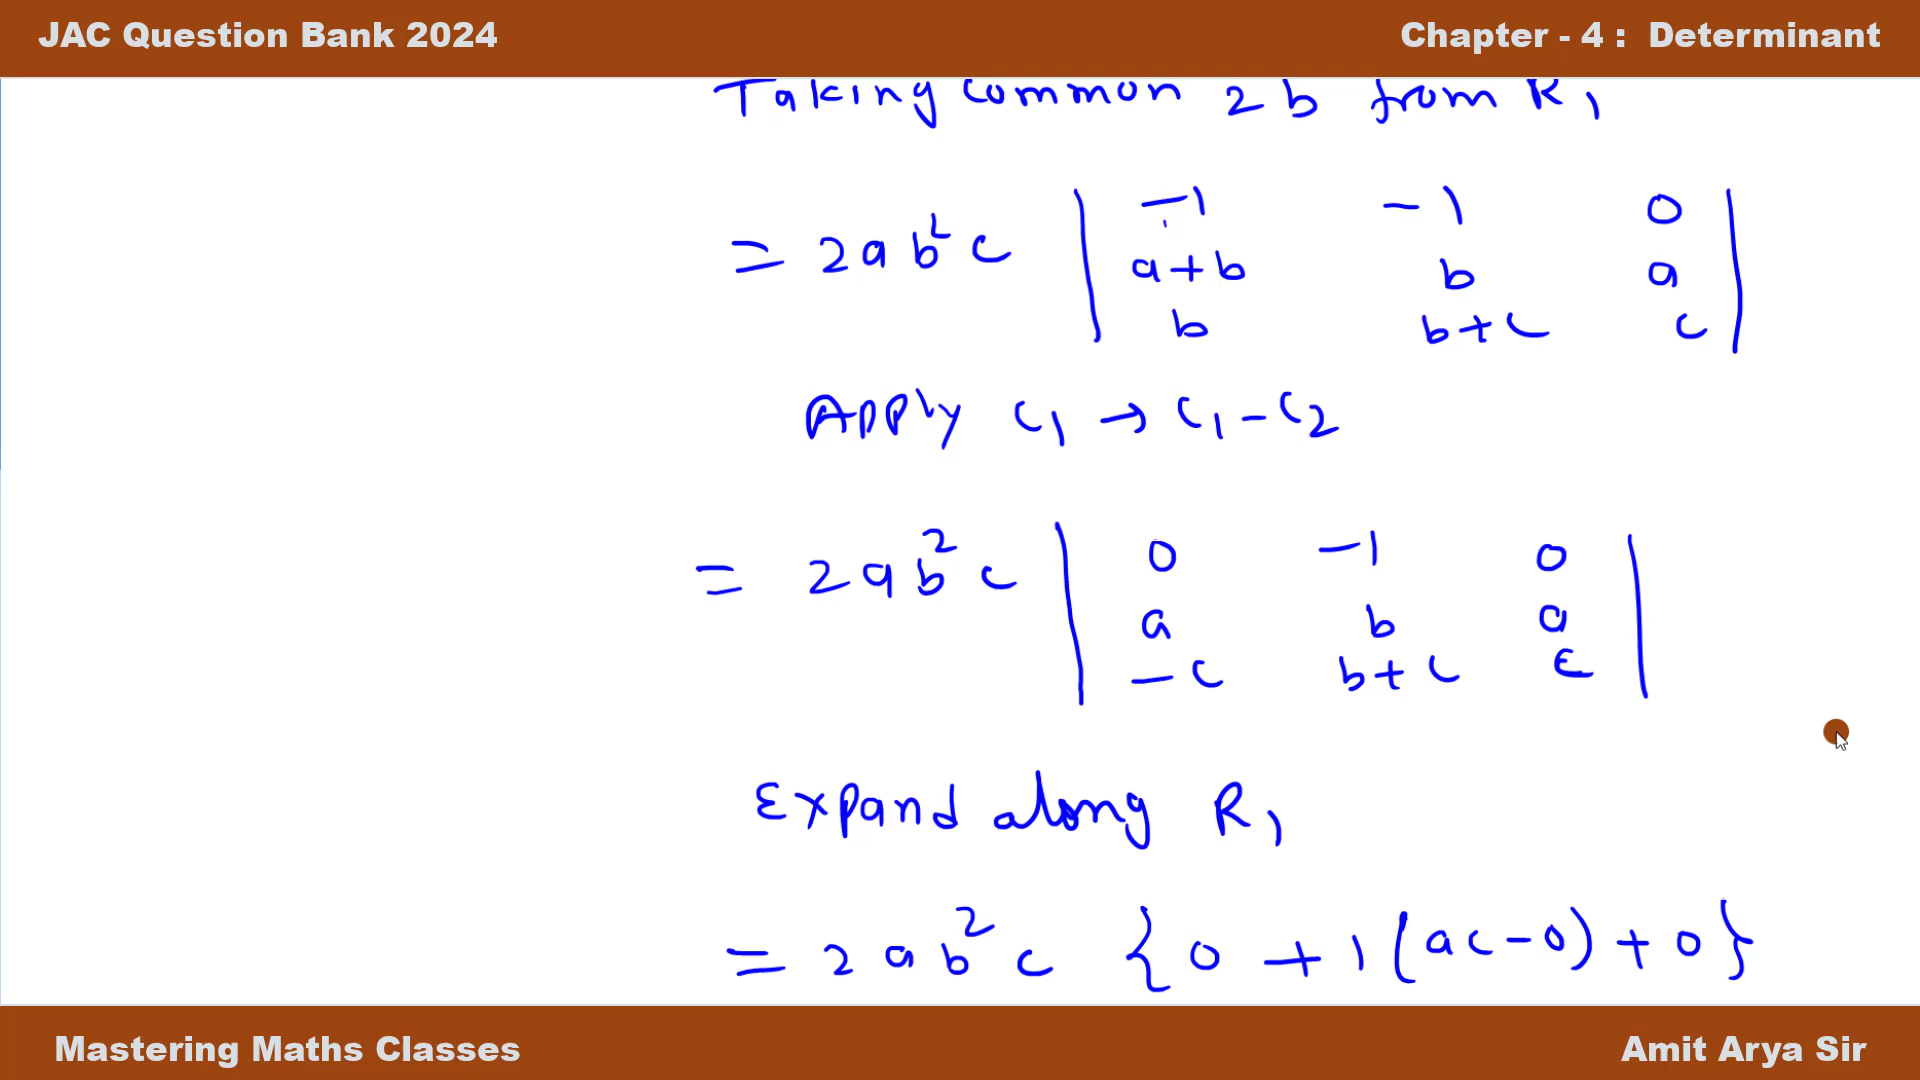 JAC Question Bank 2024
Chapter - 4 : Determinant
Taking common 2b from R₁
= 2ab²c | -1 -1 0
a+b b a
b b+c c |
Apply C₁ → C₁-C₂
= 2ab²c | 0 -1 0
a b a
-c b+c c |
Expand along R₁
= 2ab²c {0 + 1(ac-0) + 0}
Mastering Maths Classes
Amit Arya Sir